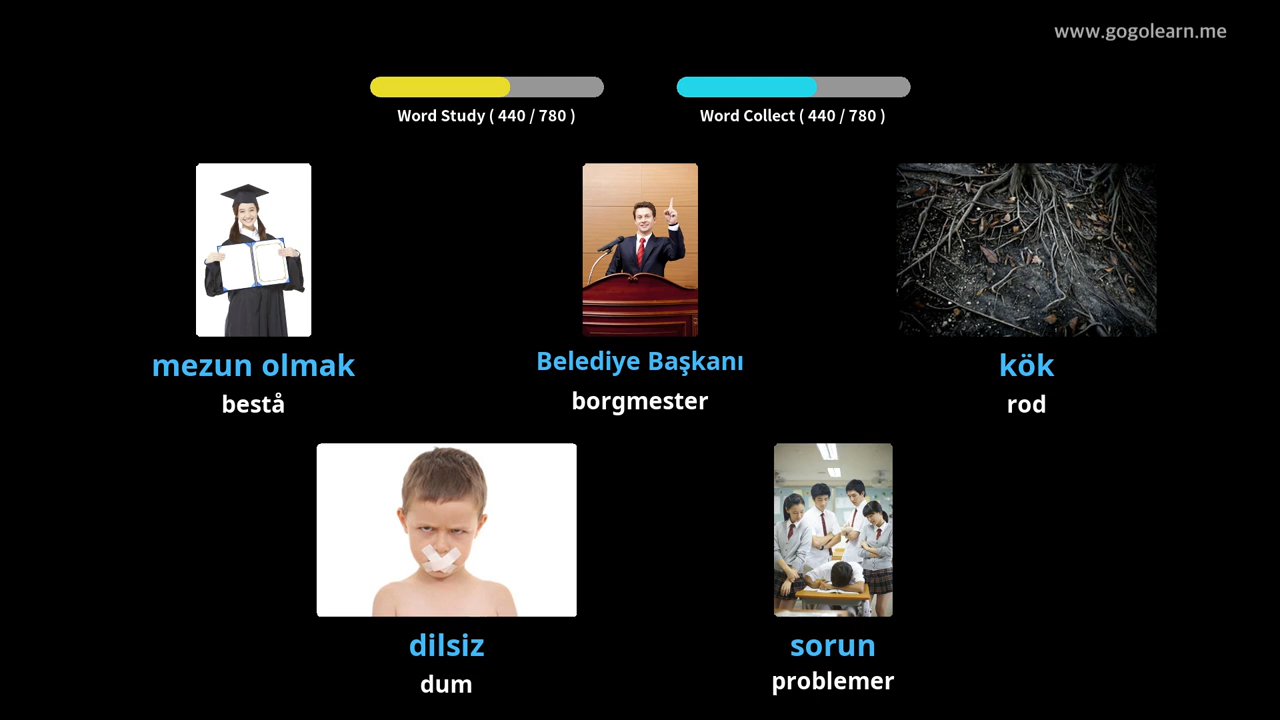 www.gogolearn.me
Word Study ( 440 / 780 )
Word Collect ( 440 / 780 )
mezun olmak
bestå
Belediye Başkanı
borgmester
kök
rod
dilsiz
dum
sorun
problemer